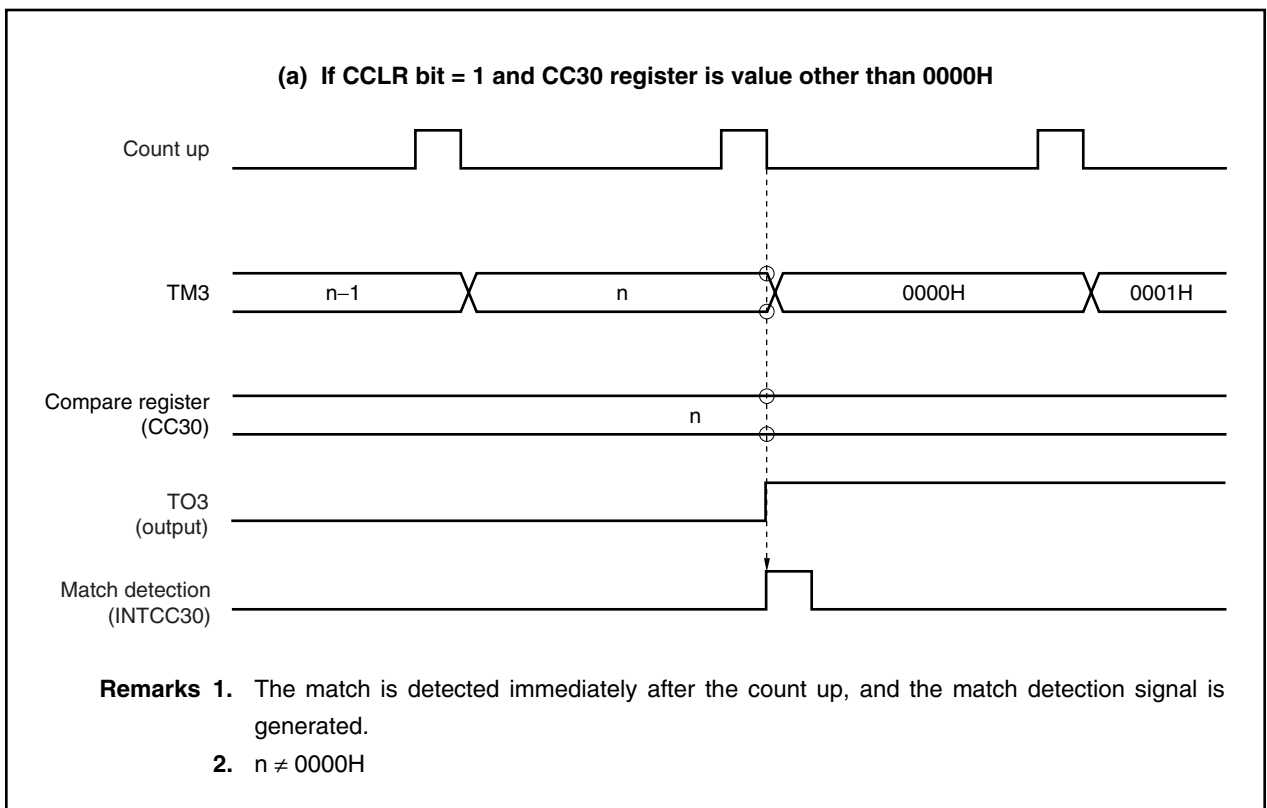 (a) If CCLR bit = 1 and CC30 register is value other than 0000H
Count up
TM3
n–1
n
0000H
0001H
Compare register
(CC30)
n
TO3
(output)
Match detection
(INTCC30)
Remarks 1. The match is detected immediately after the count up, and the match detection signal is
generated.
2. n ≠ 0000H